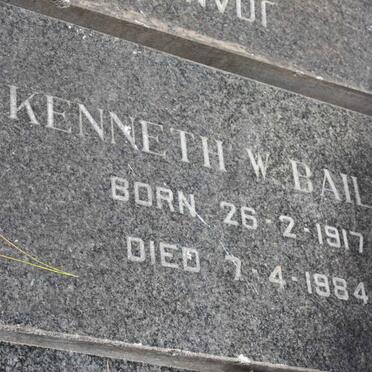 KENNETH W. BAIL
BORN 26-2-1917
DIED 7-4-1984